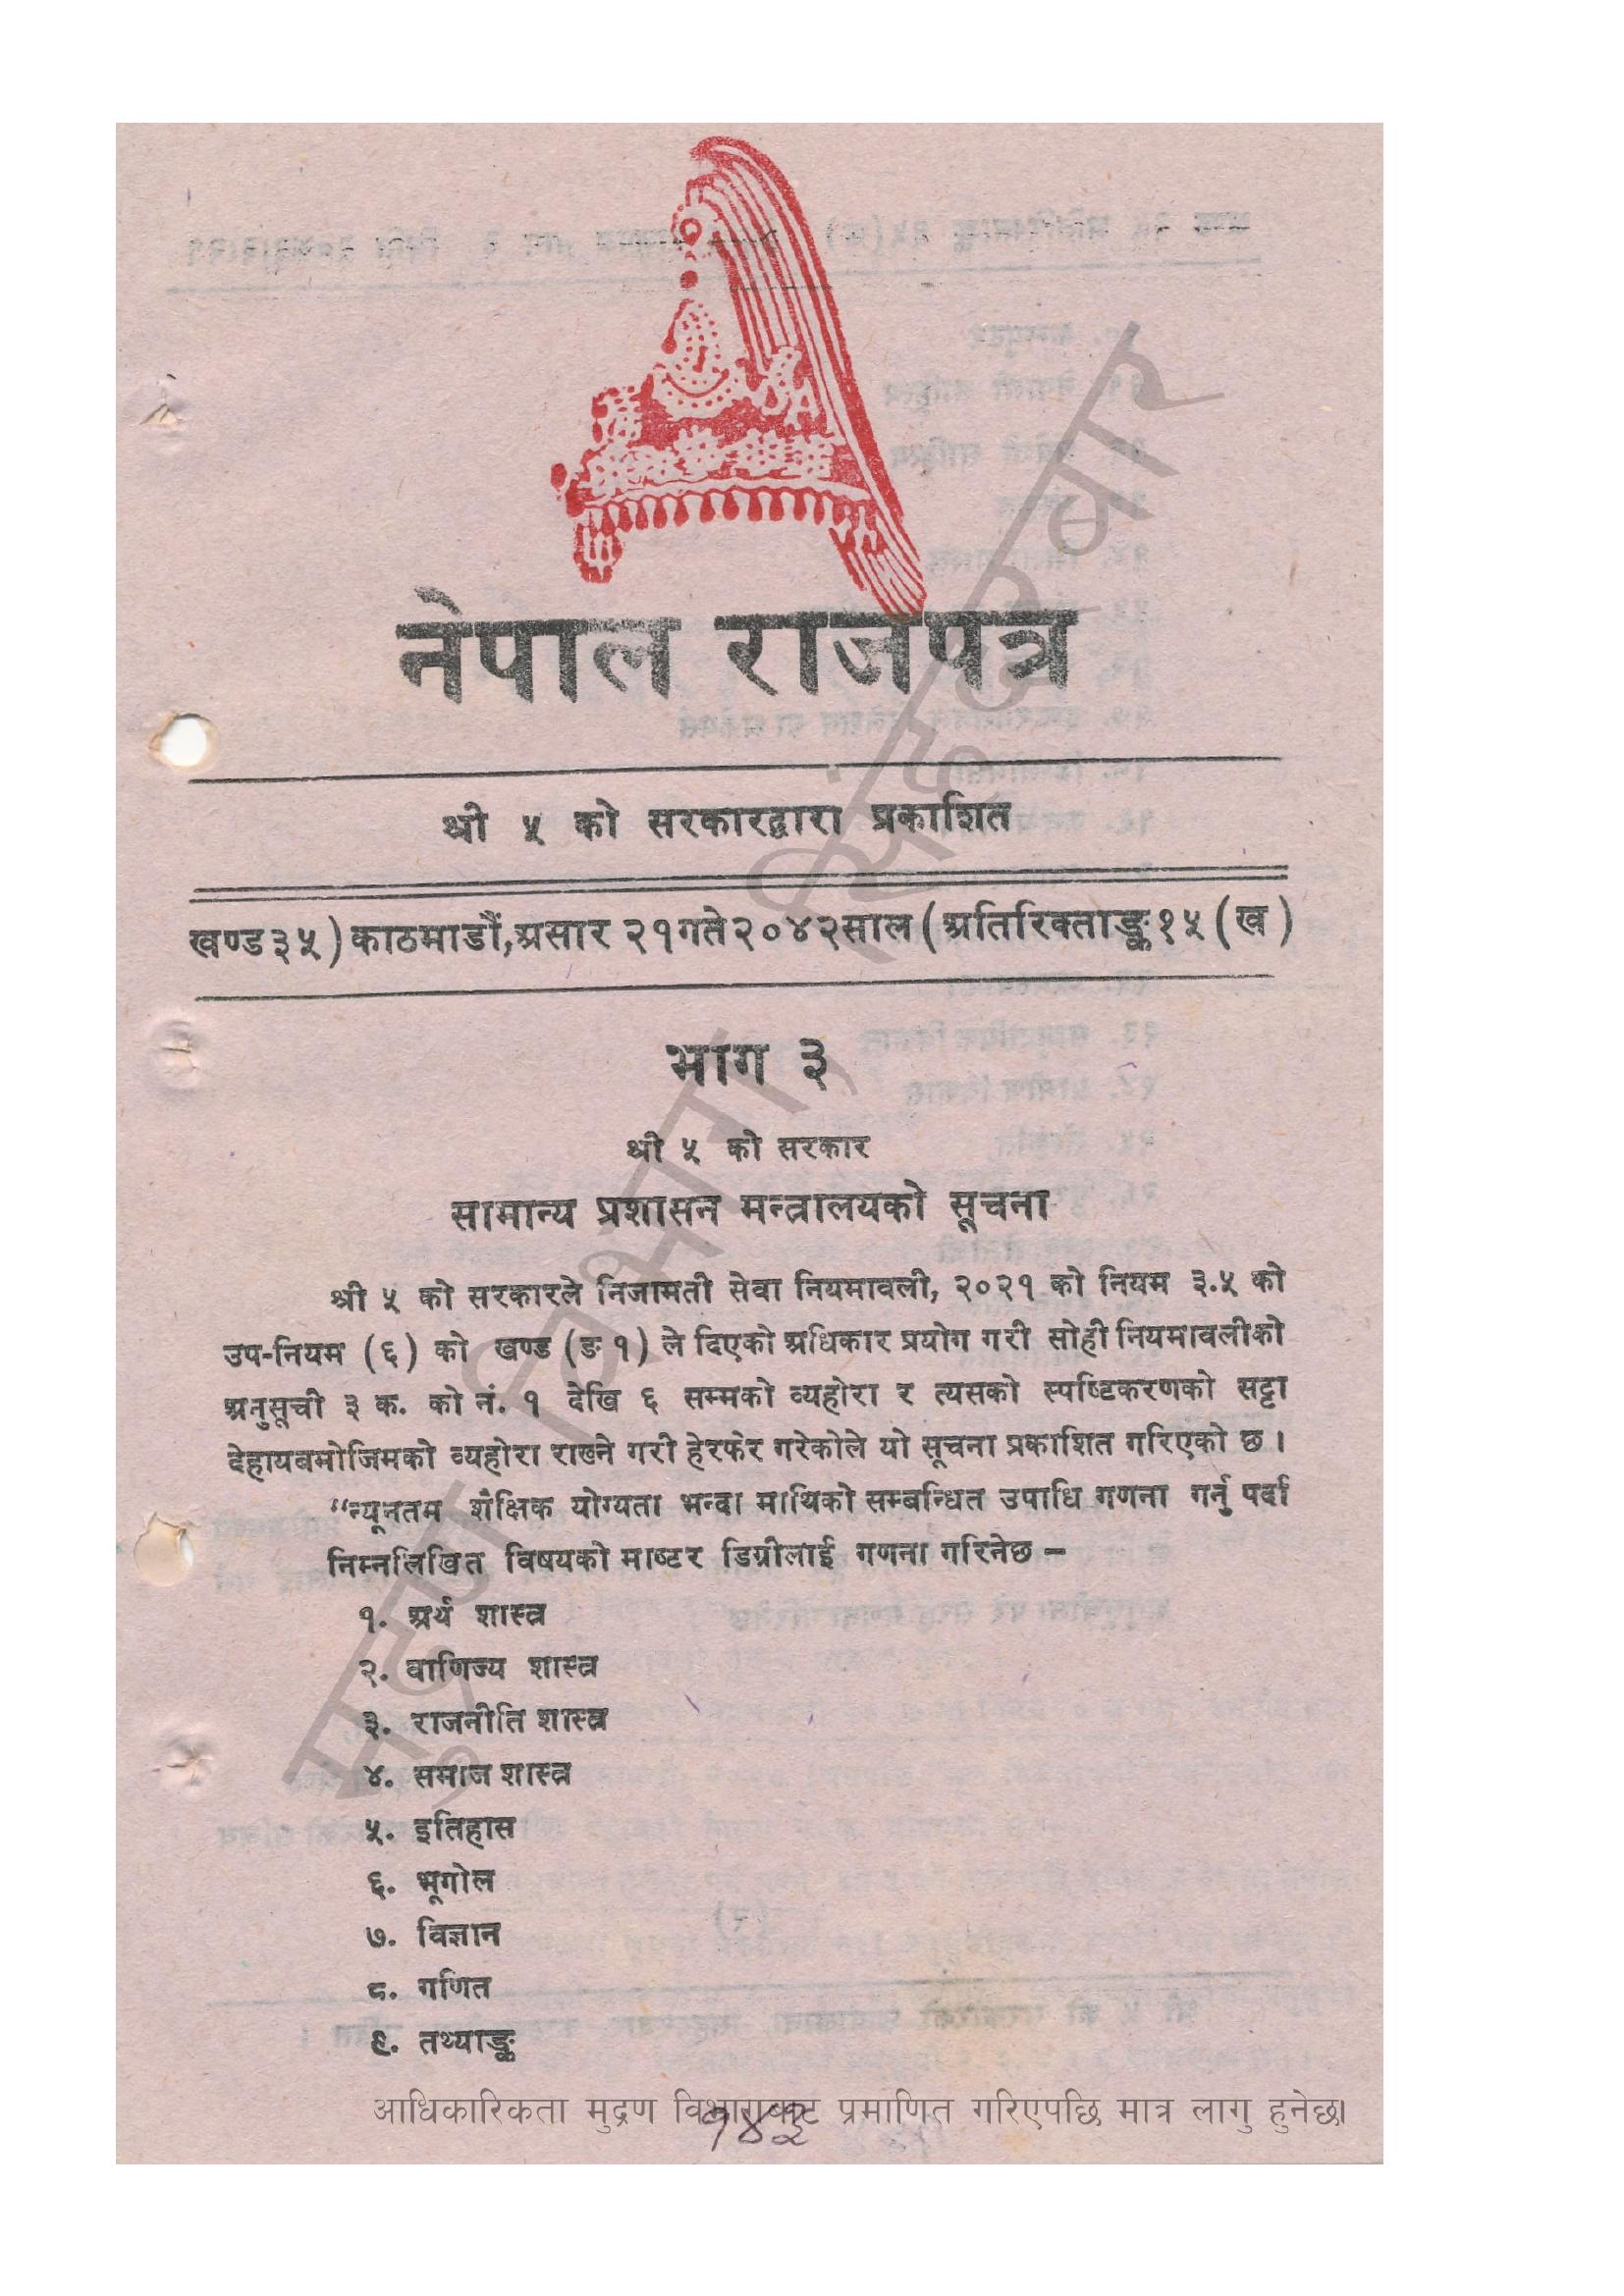 नेपाल राजपत्र
श्री ५ को सरकारद्वारा प्रकाशित
खण्ड ३५) काठमाडौं, असार २१ गते २०४२ साल (अतिरिक्ताङ्क १५ (ख)
भाग ३
श्री ५ को सरकार
सामान्य प्रशासन मन्त्रालयको सूचना
श्री ५ को सरकारले निजामती सेवा नियमावली, २०२१ को नियम ३.५ को
उप-नियम (६) को खण्ड (ङ१) ले दिएको अधिकार प्रयोग गरी सोही नियमावलीको
अनुसूची ३ क. को नं. १ देखि ६ सम्मको व्यहोरा र त्यसको स्पष्टिकरणको सट्टा
देहायबमोजिमको व्यहोरा राख्ने गरी हेरफेर गरेकोले यो सूचना प्रकाशित गरिएको छ ।
“न्यूनतम शैक्षिक योग्यता भन्दा माथिको सम्बन्धित उपाधि गणना गर्नु पर्दा
निम्नलिखित विषयको माष्टर डिग्रीलाई गणना गरिनेछ –
१. अर्थ शास्त्र
२. वाणिज्य शास्त्र
३. राजनीति शास्त्र
४. समाज शास्त्र
५. इतिहास
६. भूगोल
७. विज्ञान
८. गणित
९. तथ्याङ्क
आधिकारिकता मुद्रण विभागबाट प्रमाणित गरिएपछि मात्र लागु हुनेछ।
१४३
मुद्रण विभाग, सिंहदरबार